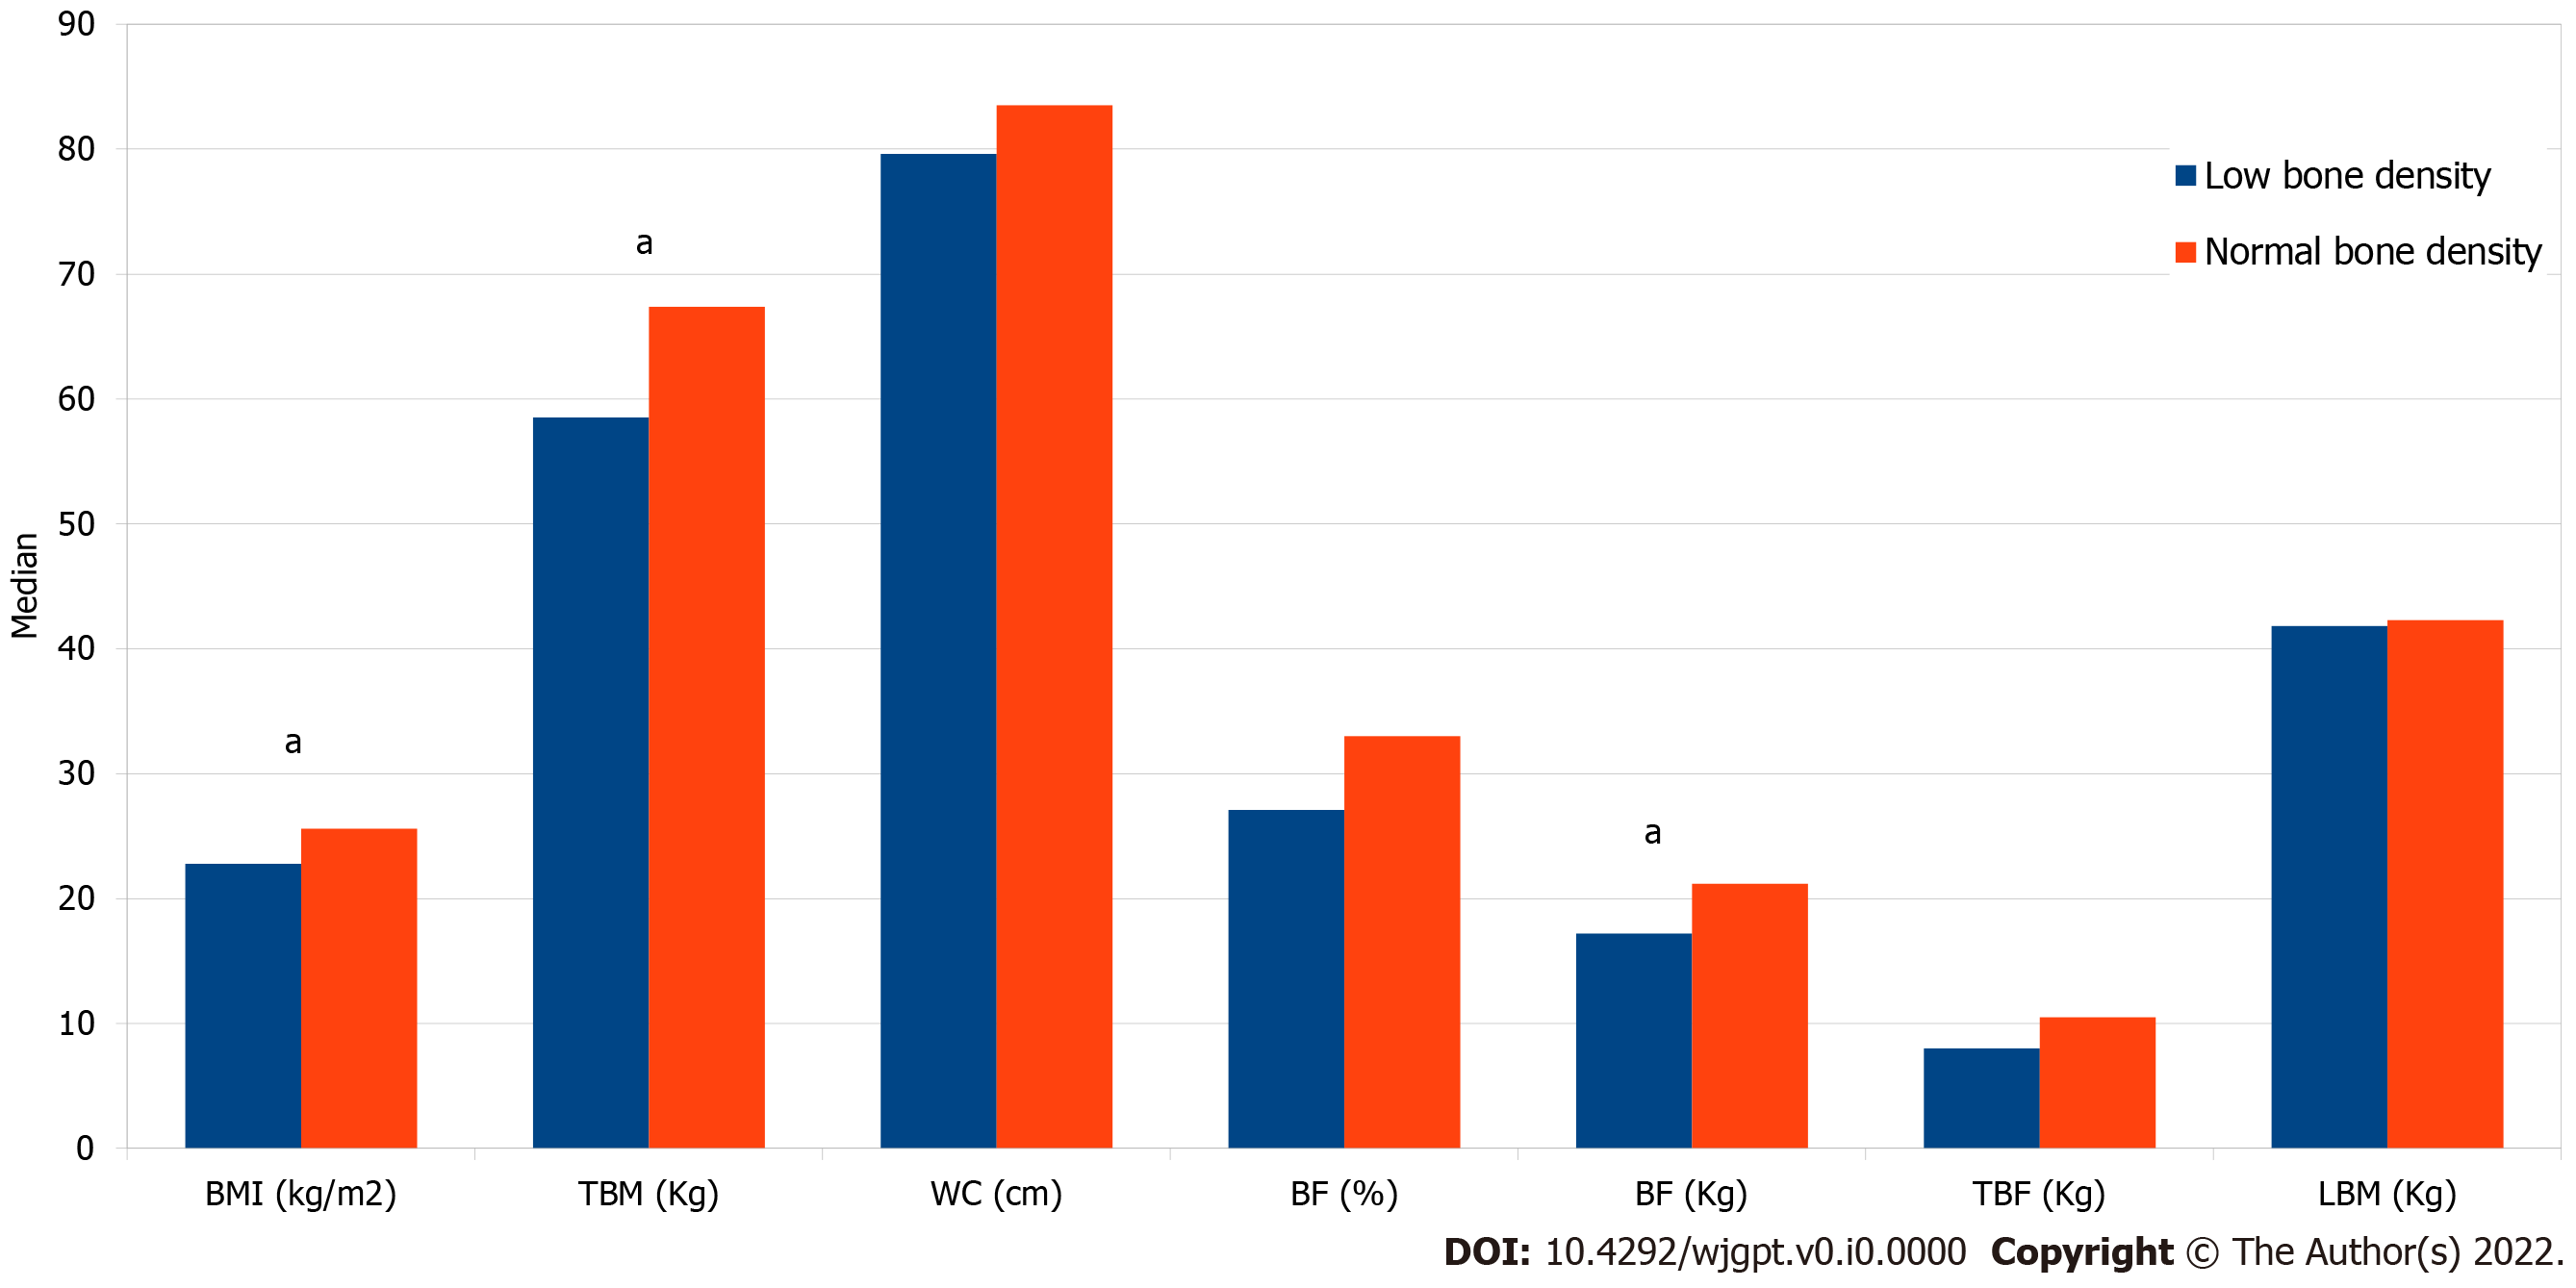 90
80
70
60
50
40
30
20
10
0
Median
a
a
a
Low bone density
Normal bone density
BMI (kg/m2) TBM (Kg) WC (cm) BF (%) BF (Kg) TBF (Kg) LBM (Kg)
DOI: 10.4292/wjgpt.v0.i0.0000 Copyright © The Author(s) 2022.